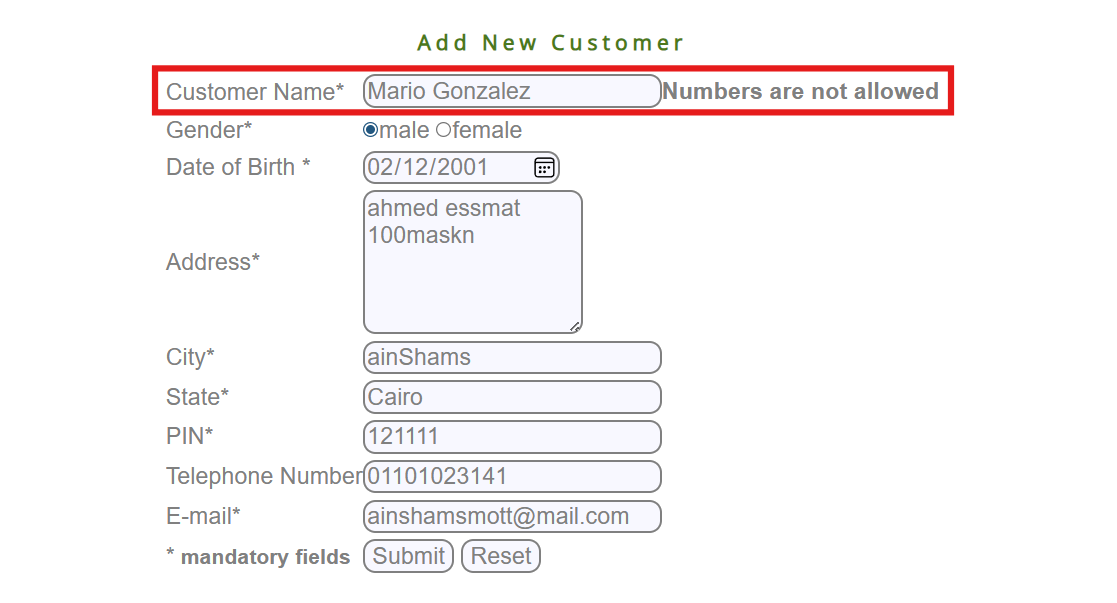 Add New Customer
Customer Name* Mario Gonzalez Numbers are not allowed
Gender* male female
Date of Birth * 02/12/2001
Address* ahmed essmat
100maskn
City* ainShams
State* Cairo
PIN* 121111
Telephone Number 01101023141
E-mail* ainshamsmott@mail.com
* mandatory fields Submit Reset